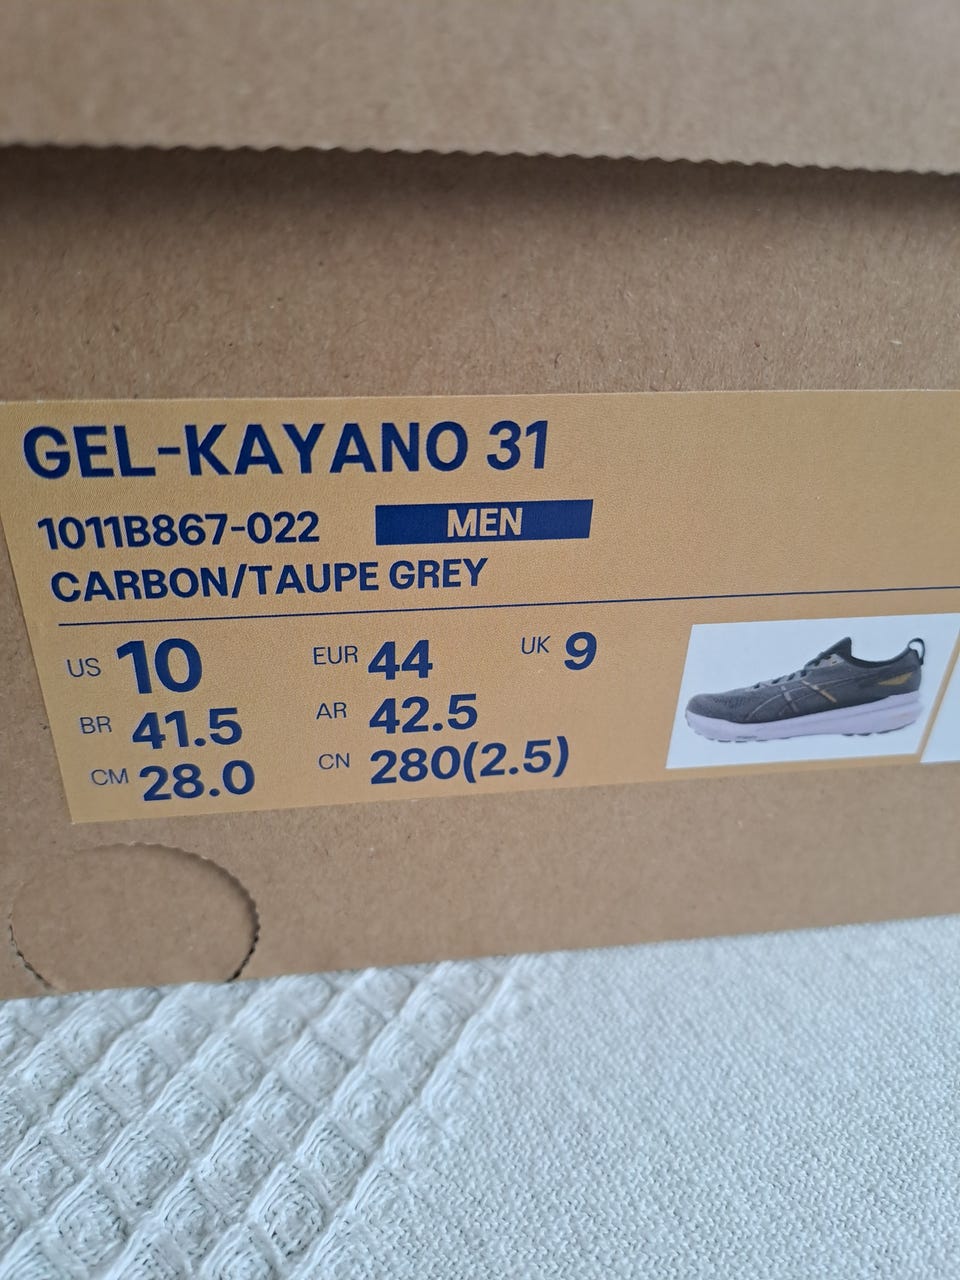 GEL-KAYANO 31
1011B867-022 MEN
CARBON/TAUPE GREY
US 10 EUR 44 UK 9
BR 41.5 AR 42.5
CM 28.0 CN 280(2.5)